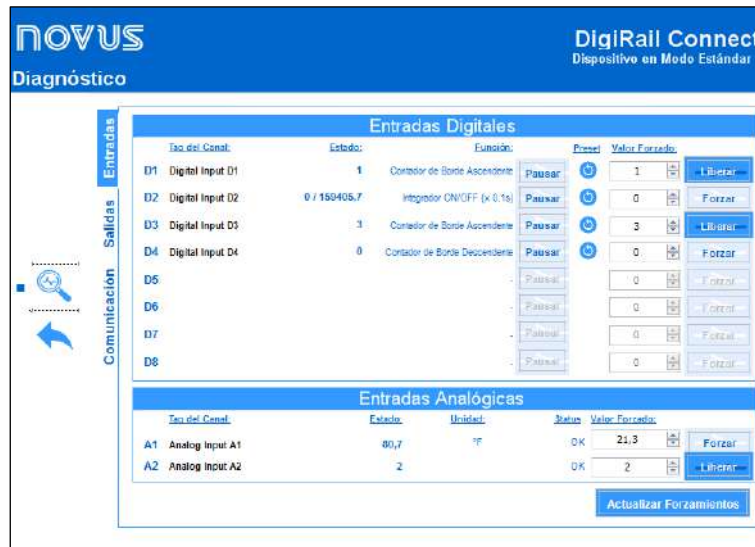 novus
DigiRail Connect
Dispositivo en Modo Estándar
Diagnóstico
Entradas
Salidas
Comunicación
Entradas Digitales
Tag del Canal: Estado: Función: Preset Valor Forzado:
D1 Digital Input D1 1 Contador de Borde Ascendente Pausar 1 Liberar
D2 Digital Input D2 0 / 159405,7 Integrador ON/OFF (x 0.1s) Pausar 0 Forzar
D3 Digital Input D3 3 Contador de Borde Ascendente Pausar 3 Liberar
D4 Digital Input D4 0 Contador de Borde Descendente Pausar 0 Forzar
D5 - Pausar 0 Forzar
D6 - Pausar 0 Forzar
D7 - Pausar 0 Forzar
D8 - Pausar 0 Forzar
Entradas Analógicas
Tag del Canal: Estado: Unidad: Status Valor Forzado:
A1 Analog Input A1 80,7 °F OK 21,3 Forzar
A2 Analog Input A2 2 OK 2 Liberar
Actualizar Forzamientos